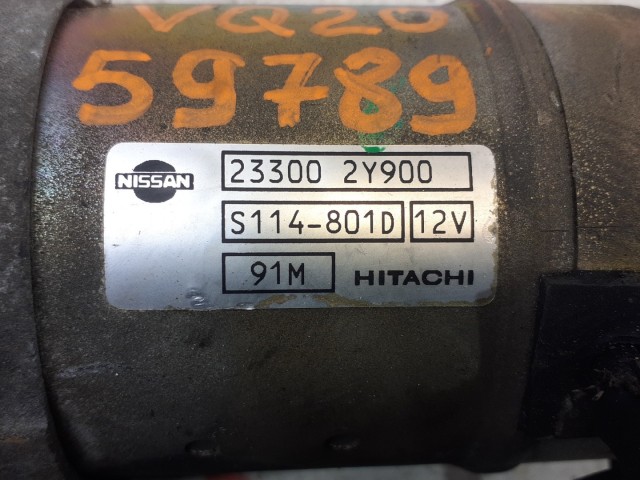 VQ20
59789
NISSAN
23300 2Y900
S114-801D 12V
91M HITACHI